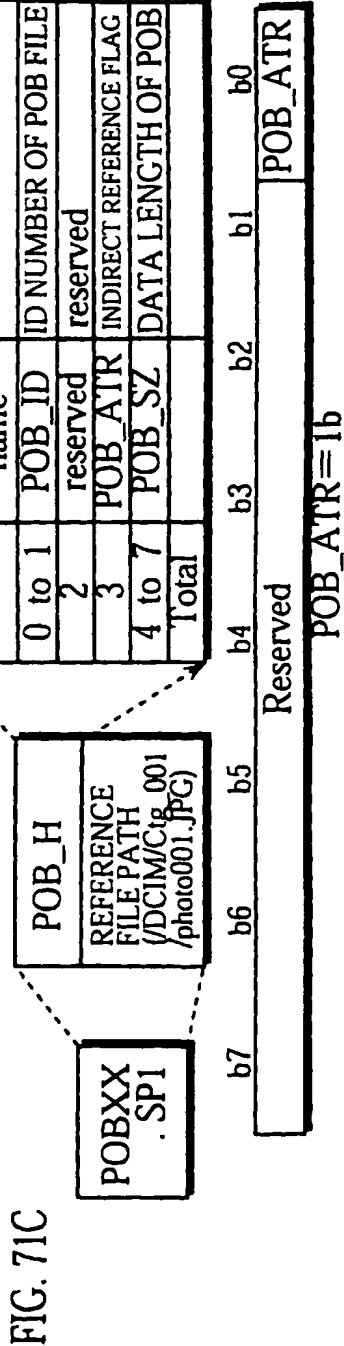 FIG. 71C
POBXX
. SP1
POB_H
REFERENCE
FILE PATH
(/DCIM/Ctg_001
/photo001.JPG)
name
0 to 1 POB_ID ID NUMBER OF POB FILE
2 reserved reserved
3 POB_ATR INDIRECT REFERENCE FLAG
4 to 7 POB_SZ DATA LENGTH OF POB
Total
b7 b6 b5 b4 b3 b2 b1 b0
Reserved POB_ATR
POB_ATR=1b